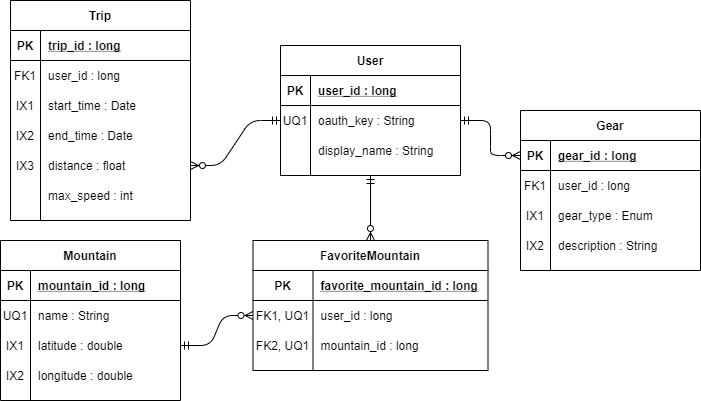 Trip
PK trip_id : long
FK1 user_id : long
IX1 start_time : Date
IX2 end_time : Date
IX3 distance : float
max_speed : int
User
PK user_id : long
UQ1 oauth_key : String
display_name : String
Gear
PK gear_id : long
FK1 user_id : long
IX1 gear_type : Enum
IX2 description : String
Mountain
PK mountain_id : long
UQ1 name : String
IX1 latitude : double
IX2 longitude : double
FavoriteMountain
PK favorite_mountain_id : long
FK1, UQ1 user_id : long
FK2, UQ1 mountain_id : long